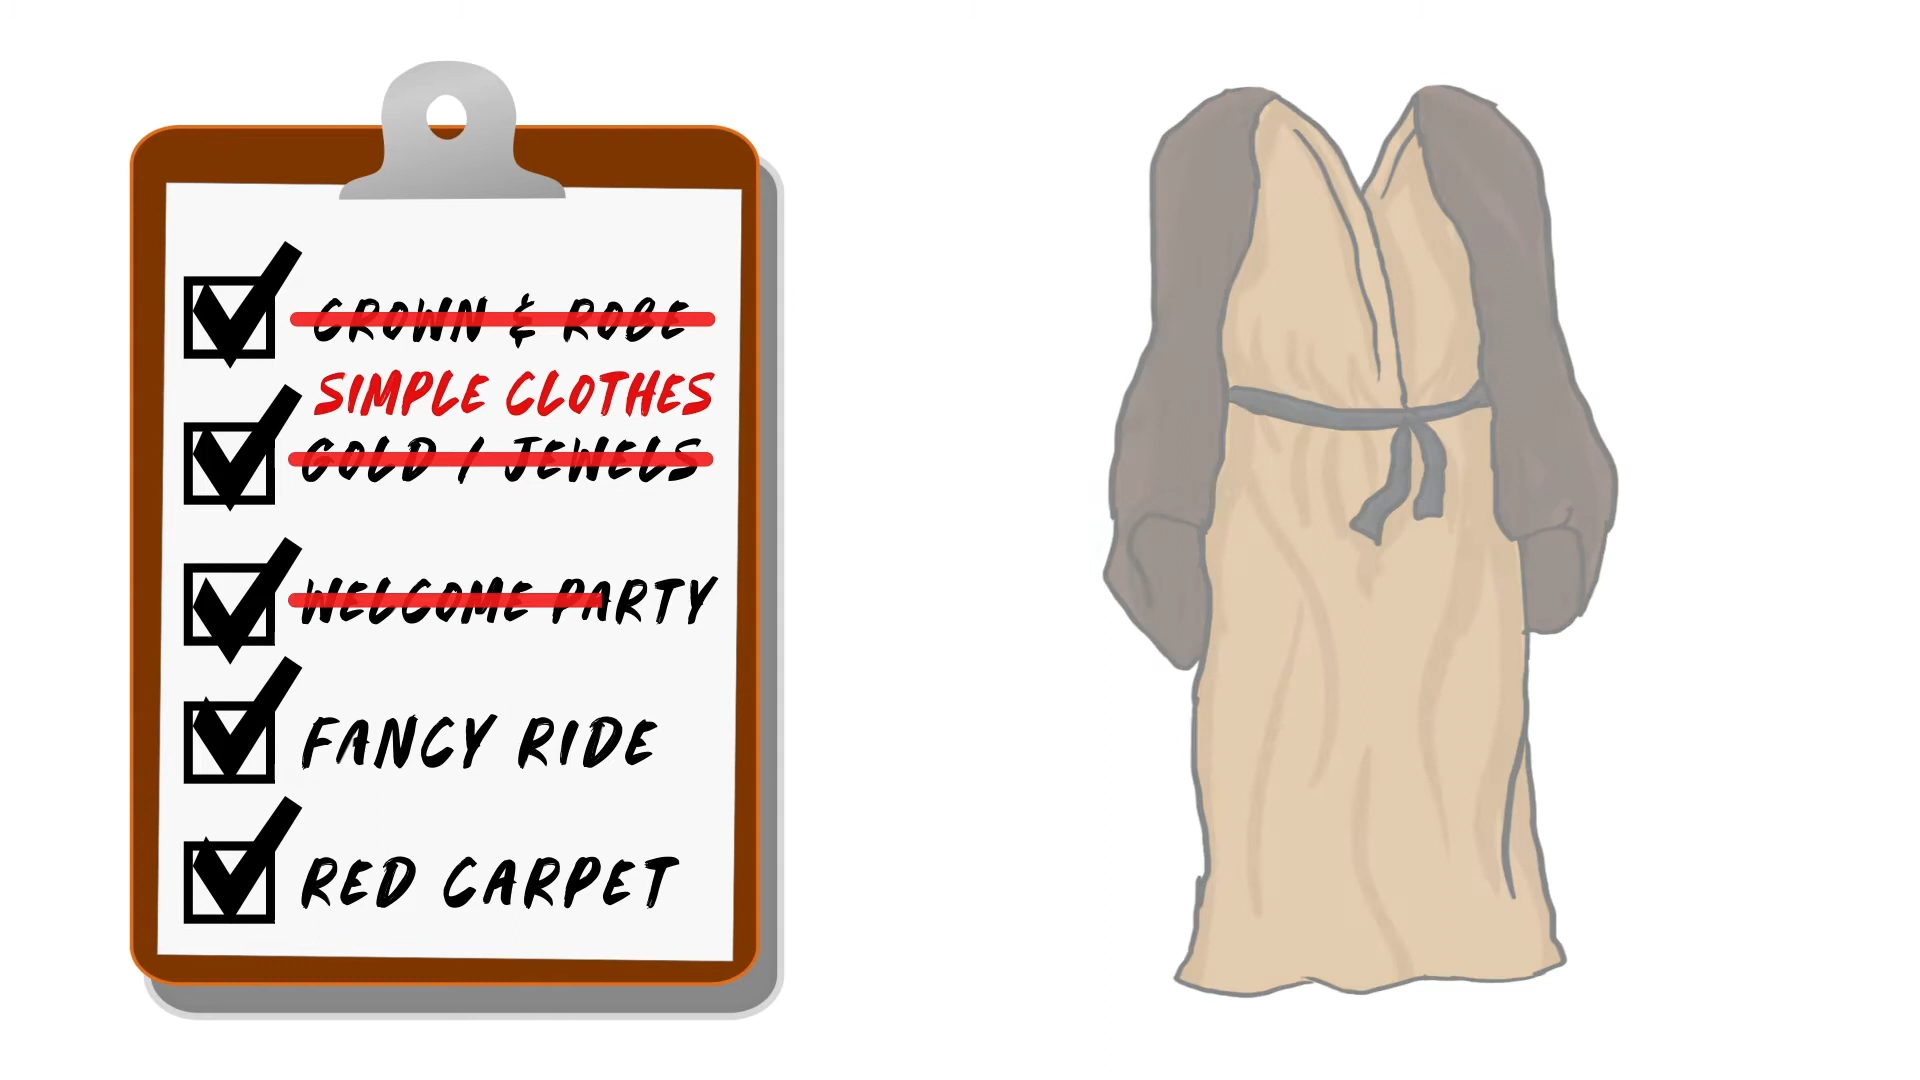 CROWN & ROBE
SIMPLE CLOTHES
GOLD / JEWELS
WELCOME PARTY
FANCY RIDE
RED CARPET